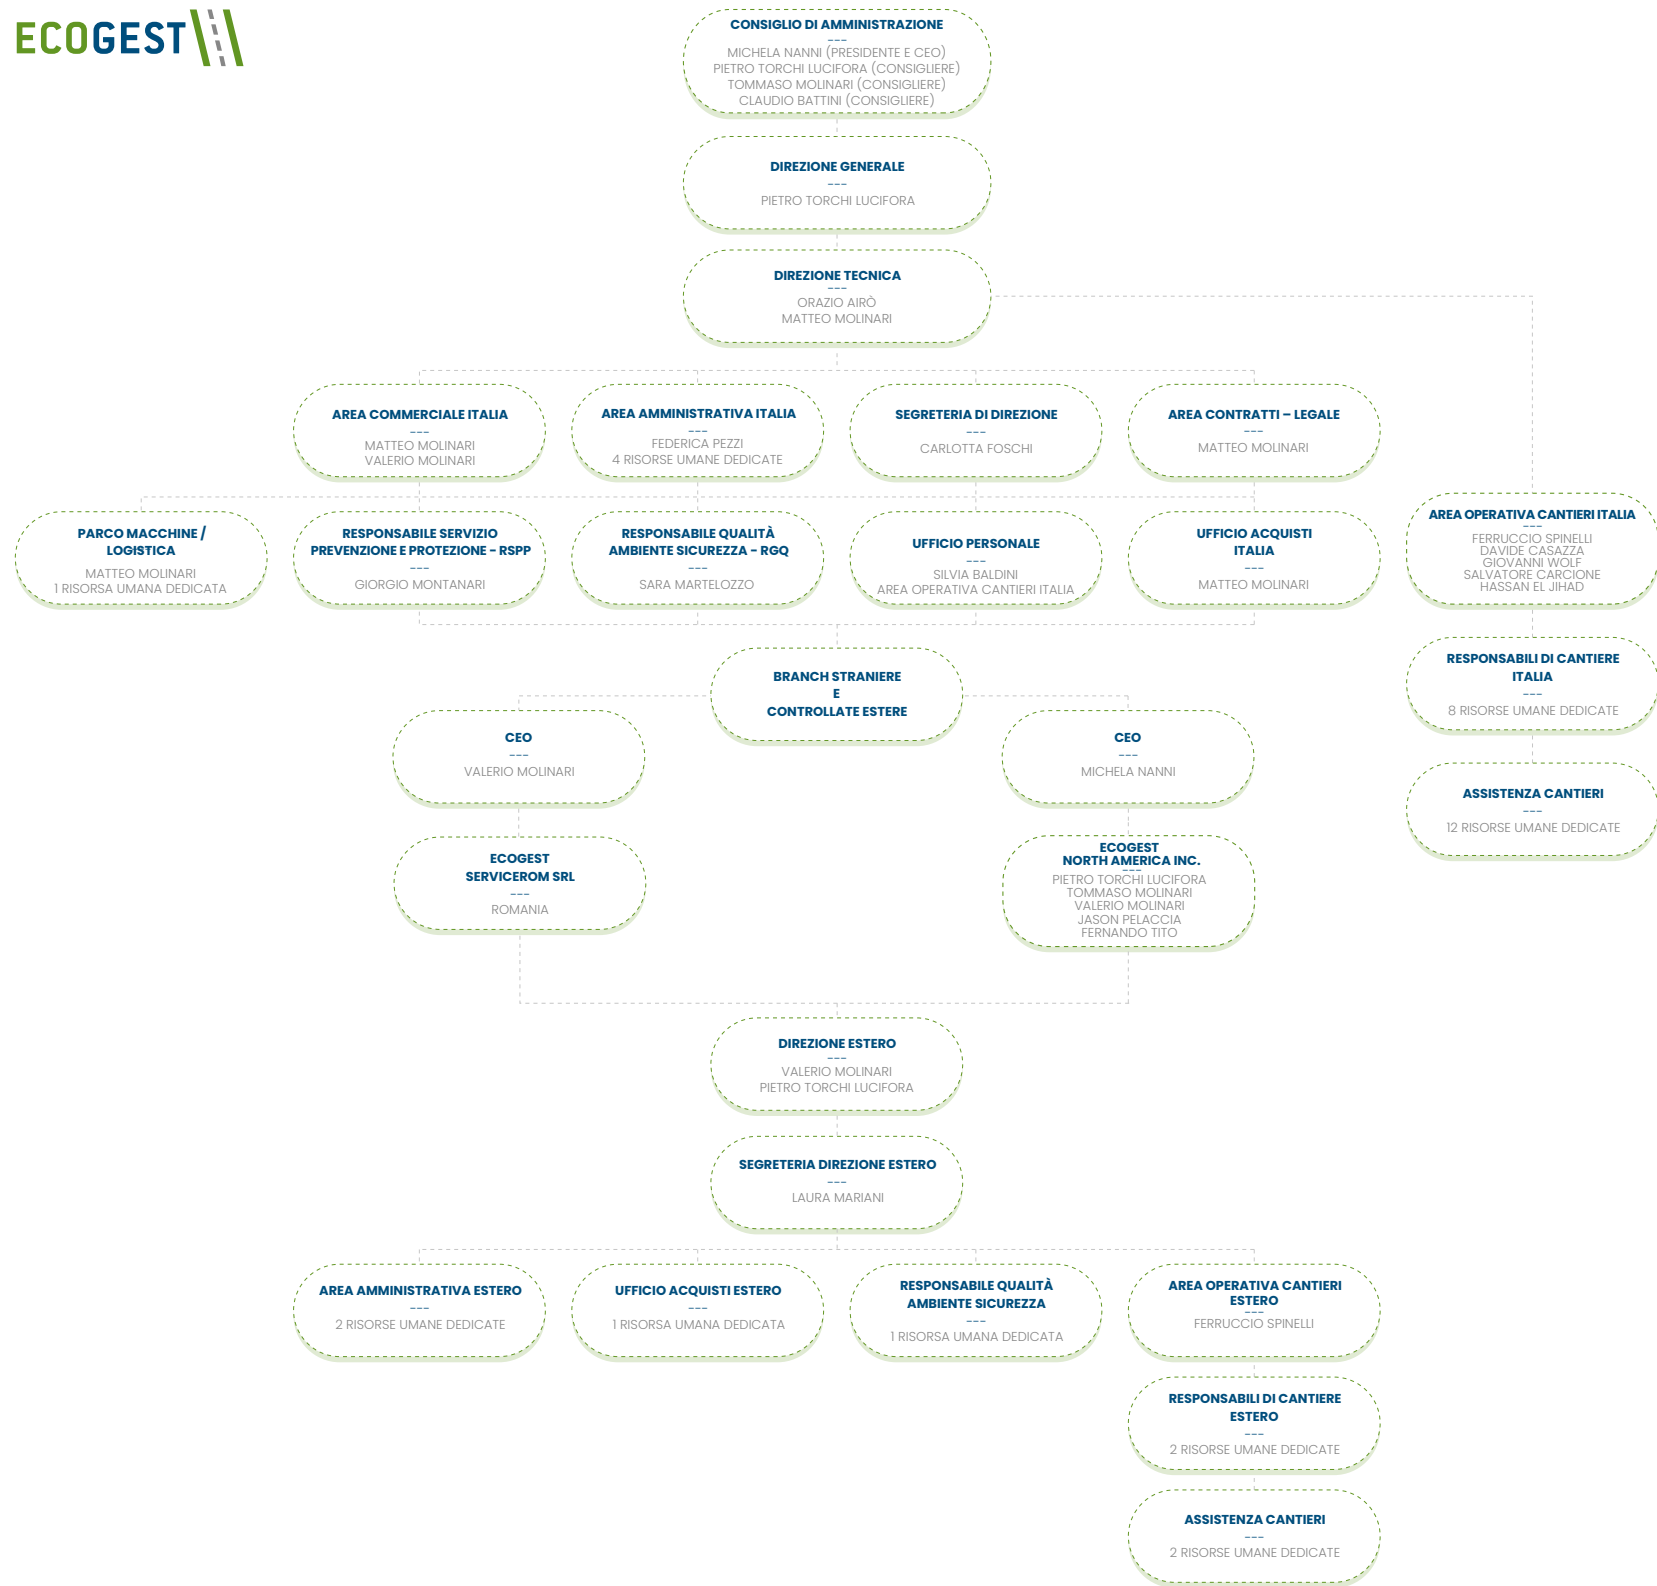 ECOGEST
CONSIGLIO DI AMMINISTRAZIONE
---
MICHELA NANNI (PRESIDENTE E CEO)
PIETRO TORCHI LUCIFORA (CONSIGLIERE)
TOMMASO MOLINARI (CONSIGLIERE)
CLAUDIO BATTINI (CONSIGLIERE)
DIREZIONE GENERALE
---
PIETRO TORCHI LUCIFORA
DIREZIONE TECNICA
---
ORAZIO AIRÒ
MATTEO MOLINARI
AREA COMMERCIALE ITALIA
---
MATTEO MOLINARI
VALERIO MOLINARI
AREA AMMINISTRATIVA ITALIA
---
FEDERICA PEZZI
4 RISORSE UMANE DEDICATE
SEGRETERIA DI DIREZIONE
---
CARLOTTA FOSCHI
AREA CONTRATTI – LEGALE
---
MATTEO MOLINARI
PARCO MACCHINE /
LOGISTICA
MATTEO MOLINARI
1 RISORSA UMANA DEDICATA
RESPONSABILE SERVIZIO
PREVENZIONE E PROTEZIONE - RSPP
---
GIORGIO MONTANARI
RESPONSABILE QUALITÀ
AMBIENTE SICUREZZA - RGQ
---
SARA MARTELOZZO
UFFICIO PERSONALE
---
SILVIA BALDINI
AREA OPERATIVA CANTIERI ITALIA
UFFICIO ACQUISTI
ITALIA
---
MATTEO MOLINARI
AREA OPERATIVA CANTIERI ITALIA
---
FERRUCCIO SPINELLI
DAVIDE CASAZZA
GIOVANNI WOLF
SALVATORE CARCIONE
HASSAN EL JIHAD
RESPONSABILI DI CANTIERE
ITALIA
---
8 RISORSE UMANE DEDICATE
ASSISTENZA CANTIERI
---
12 RISORSE UMANE DEDICATE
BRANCH STRANIERE
E
CONTROLLATE ESTERE
CEO
---
VALERIO MOLINARI
CEO
---
MICHELA NANNI
ECOGEST
SERVICEROM SRL
---
ROMANIA
ECOGEST
NORTH AMERICA INC.
---
PIETRO TORCHI LUCIFORA
TOMMASO MOLINARI
VALERIO MOLINARI
JASON PELACCIA
FERNANDO TITO
DIREZIONE ESTERO
---
VALERIO MOLINARI
PIETRO TORCHI LUCIFORA
SEGRETERIA DIREZIONE ESTERO
---
LAURA MARIANI
AREA AMMINISTRATIVA ESTERO
---
2 RISORSE UMANE DEDICATE
UFFICIO ACQUISTI ESTERO
---
1 RISORSA UMANA DEDICATA
RESPONSABILE QUALITÀ
AMBIENTE SICUREZZA
---
1 RISORSA UMANA DEDICATA
AREA OPERATIVA CANTIERI
ESTERO
---
FERRUCCIO SPINELLI
RESPONSABILI DI CANTIERE
ESTERO
---
2 RISORSE UMANE DEDICATE
ASSISTENZA CANTIERI
---
2 RISORSE UMANE DEDICATE